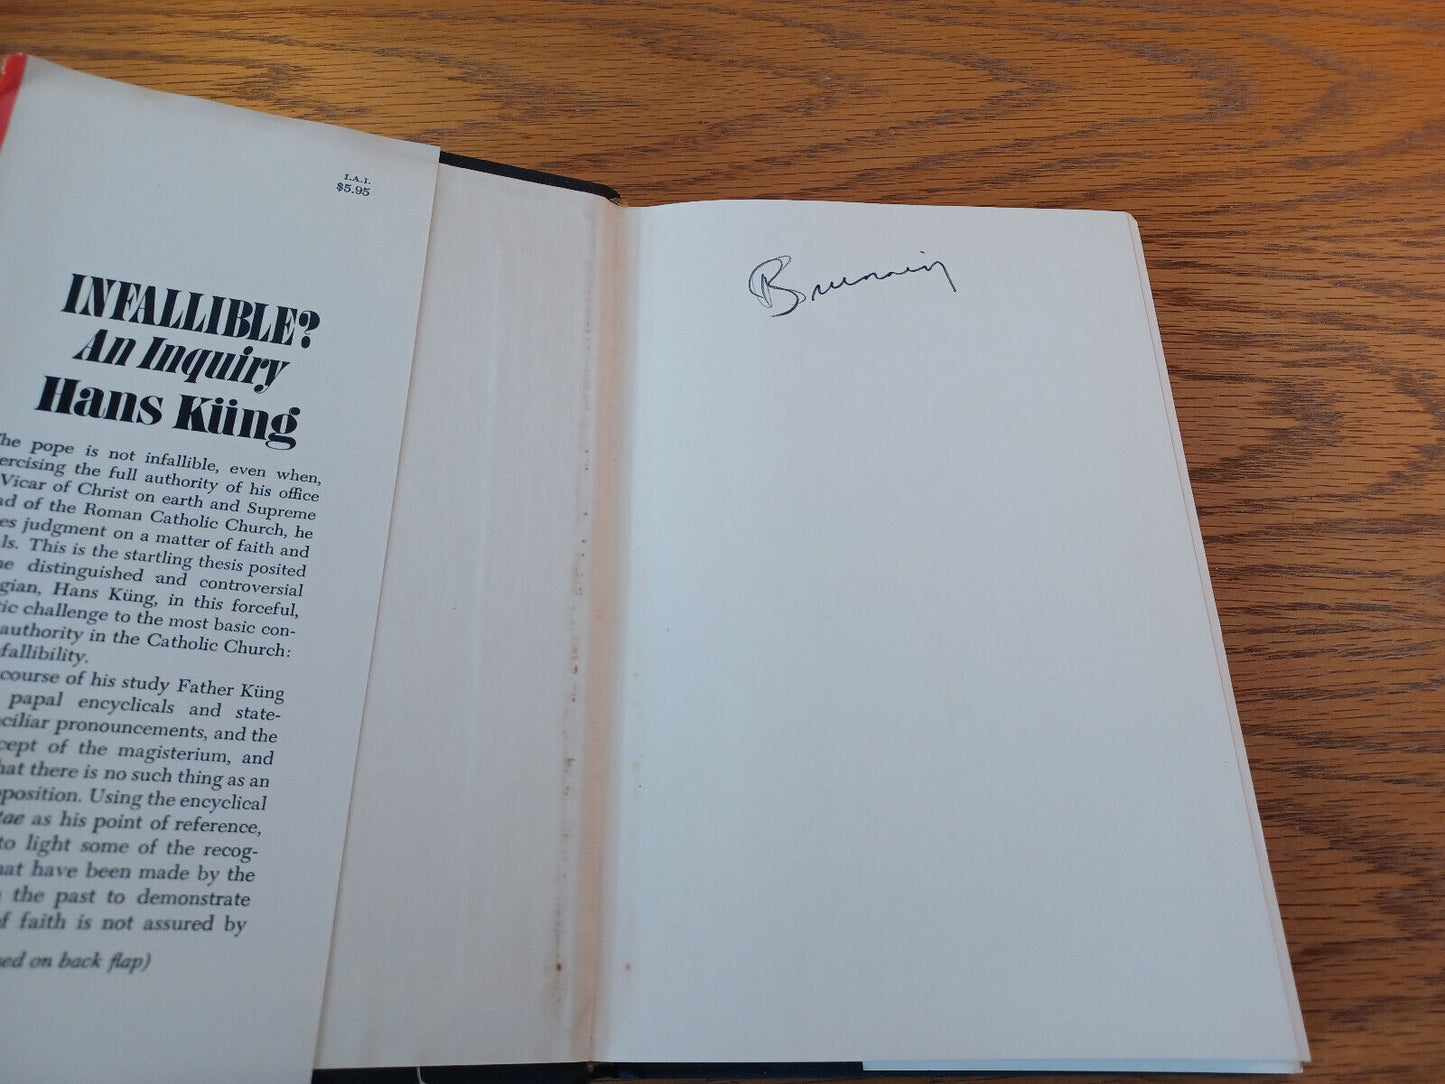 I.A.I.
$5.95
INFALLIBLE?
An Inquiry
Hans Küng
The pope is not infallible, even when,
ercising the full authority of his office
Vicar of Christ on earth and Supreme
ad of the Roman Catholic Church, he
es judgment on a matter of faith and
ls. This is the startling thesis posited
he distinguished and controversial
gian, Hans Küng, in this forceful,
tic challenge to the most basic con-
authority in the Catholic Church:
fallibility.
course of his study Father Küng
papal encyclicals and state-
ciliar pronouncements, and the
cept of the magisterium, and
hat there is no such thing as an
position. Using the encyclical
tae as his point of reference,
to light some of the recog-
hat have been made by the
the past to demonstrate
of faith is not assured by
ed on back flap)